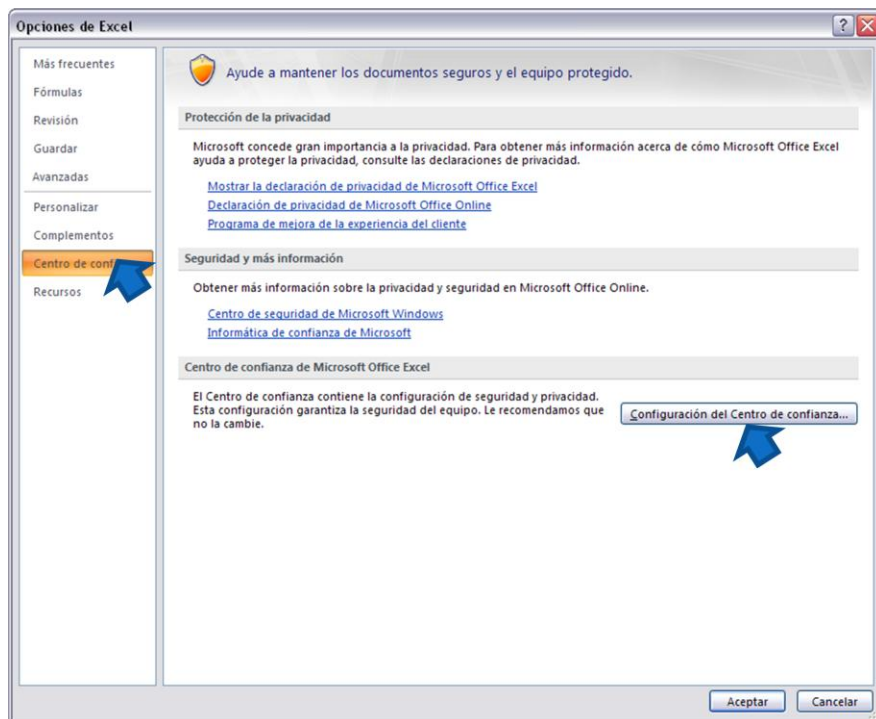 Opciones de Excel
Más frecuentes
Fórmulas
Revisión
Guardar
Avanzadas
Personalizar
Complementos
Centro de
Recursos
Ayude a mantener los documentos seguros y el equipo protegido.
Protección de la privacidad
Microsoft concede gran importancia a la privacidad. Para obtener más información acerca de cómo Microsoft Office Excel
ayuda a proteger la privacidad, consulte las declaraciones de privacidad.
Mostrar la declaración de privacidad de Microsoft Office Excel
Declaración de privacidad de Microsoft Office Online
Programa de mejora de la experiencia del cliente
Seguridad y más información
Obtener más información sobre la privacidad y seguridad en Microsoft Office Online.
Centro de seguridad de Microsoft Windows
Informática de confianza de Microsoft
Centro de confianza de Microsoft Office Excel
El Centro de confianza contiene la configuración de seguridad y privacidad.
Esta configuración garantiza la seguridad del equipo. Le recomendamos que
no la cambie.
Configuración del Centro de confianza...
Aceptar
Cancelar